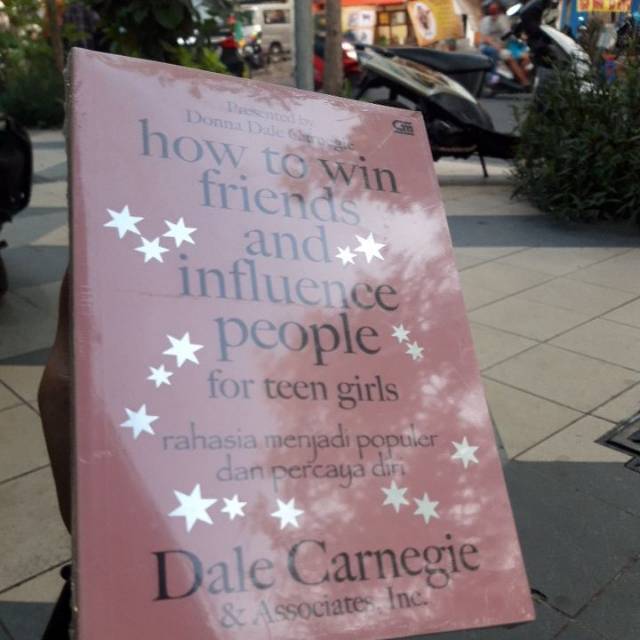 Presented by
Donna Dale Carnegie
how to win
friends
and
influence
people
for teen girls
rahasia menjadi populer
dan percaya diri
Dale Carnegie
& Associates, Inc.